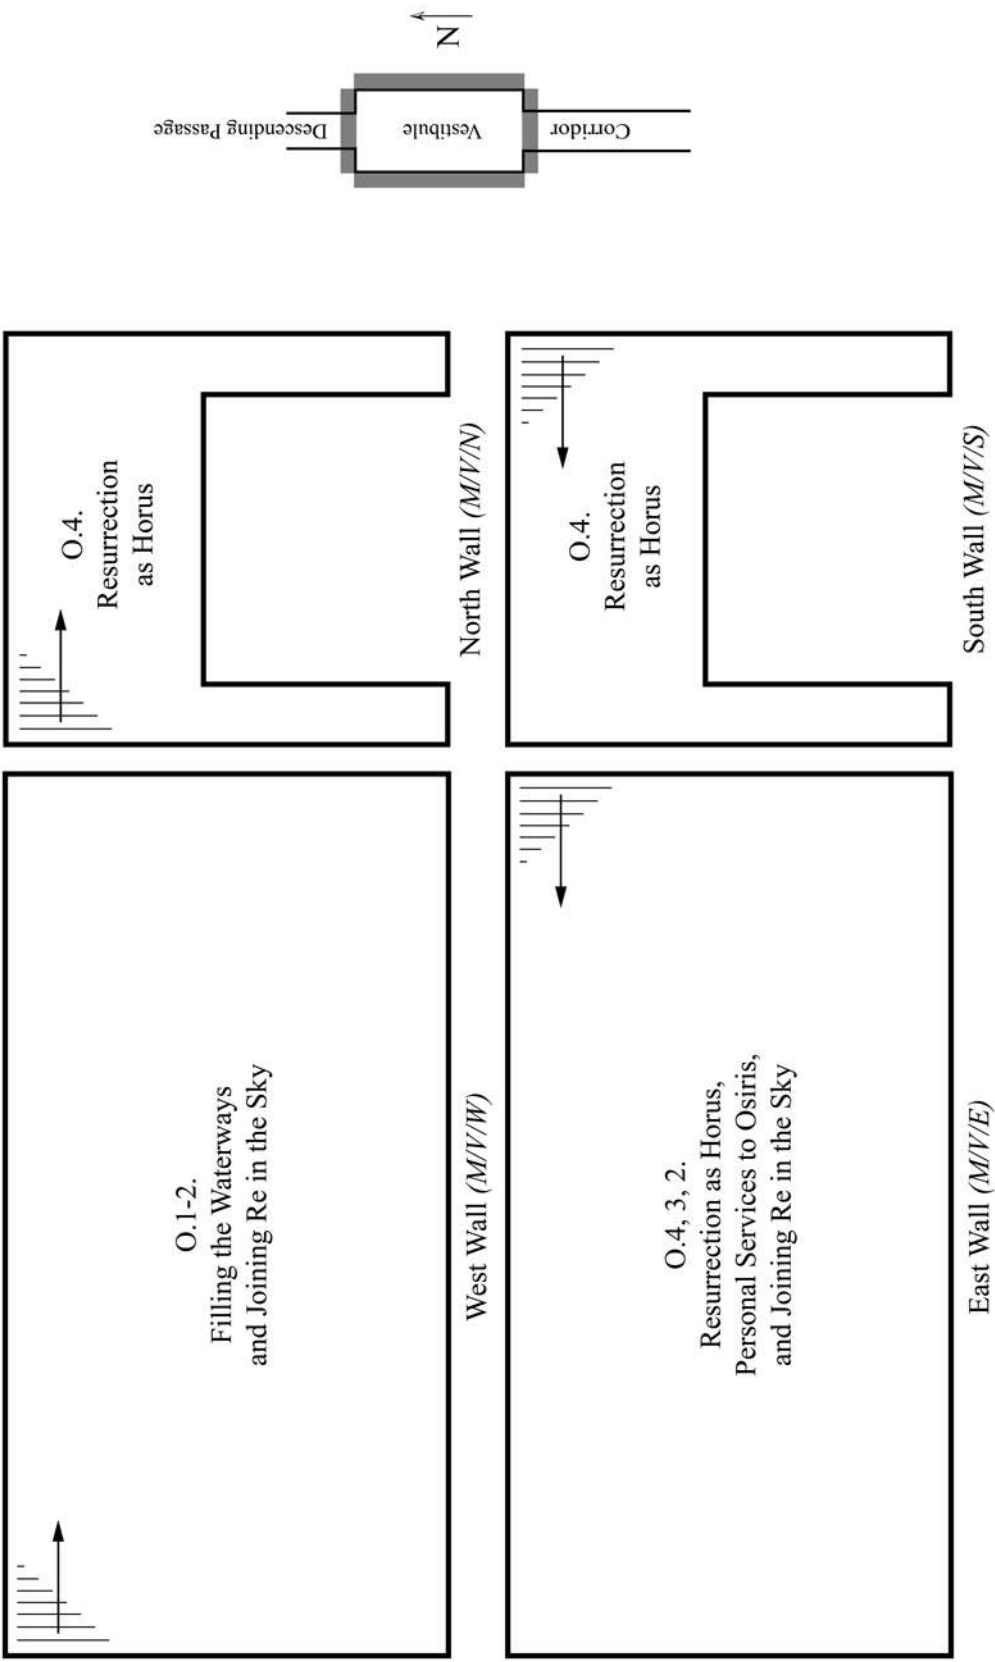 O.1-2.
Filling the Waterways
and Joining Re in the Sky
West Wall (M/V/W)
O.4.
Resurrection
as Horus
North Wall (M/V/N)
O.4, 3, 2.
Resurrection as Horus,
Personal Services to Osiris,
and Joining Re in the Sky
East Wall (M/V/E)
O.4.
Resurrection
as Horus
South Wall (M/V/S)
N
Descending Passage
Vestibule
Corridor